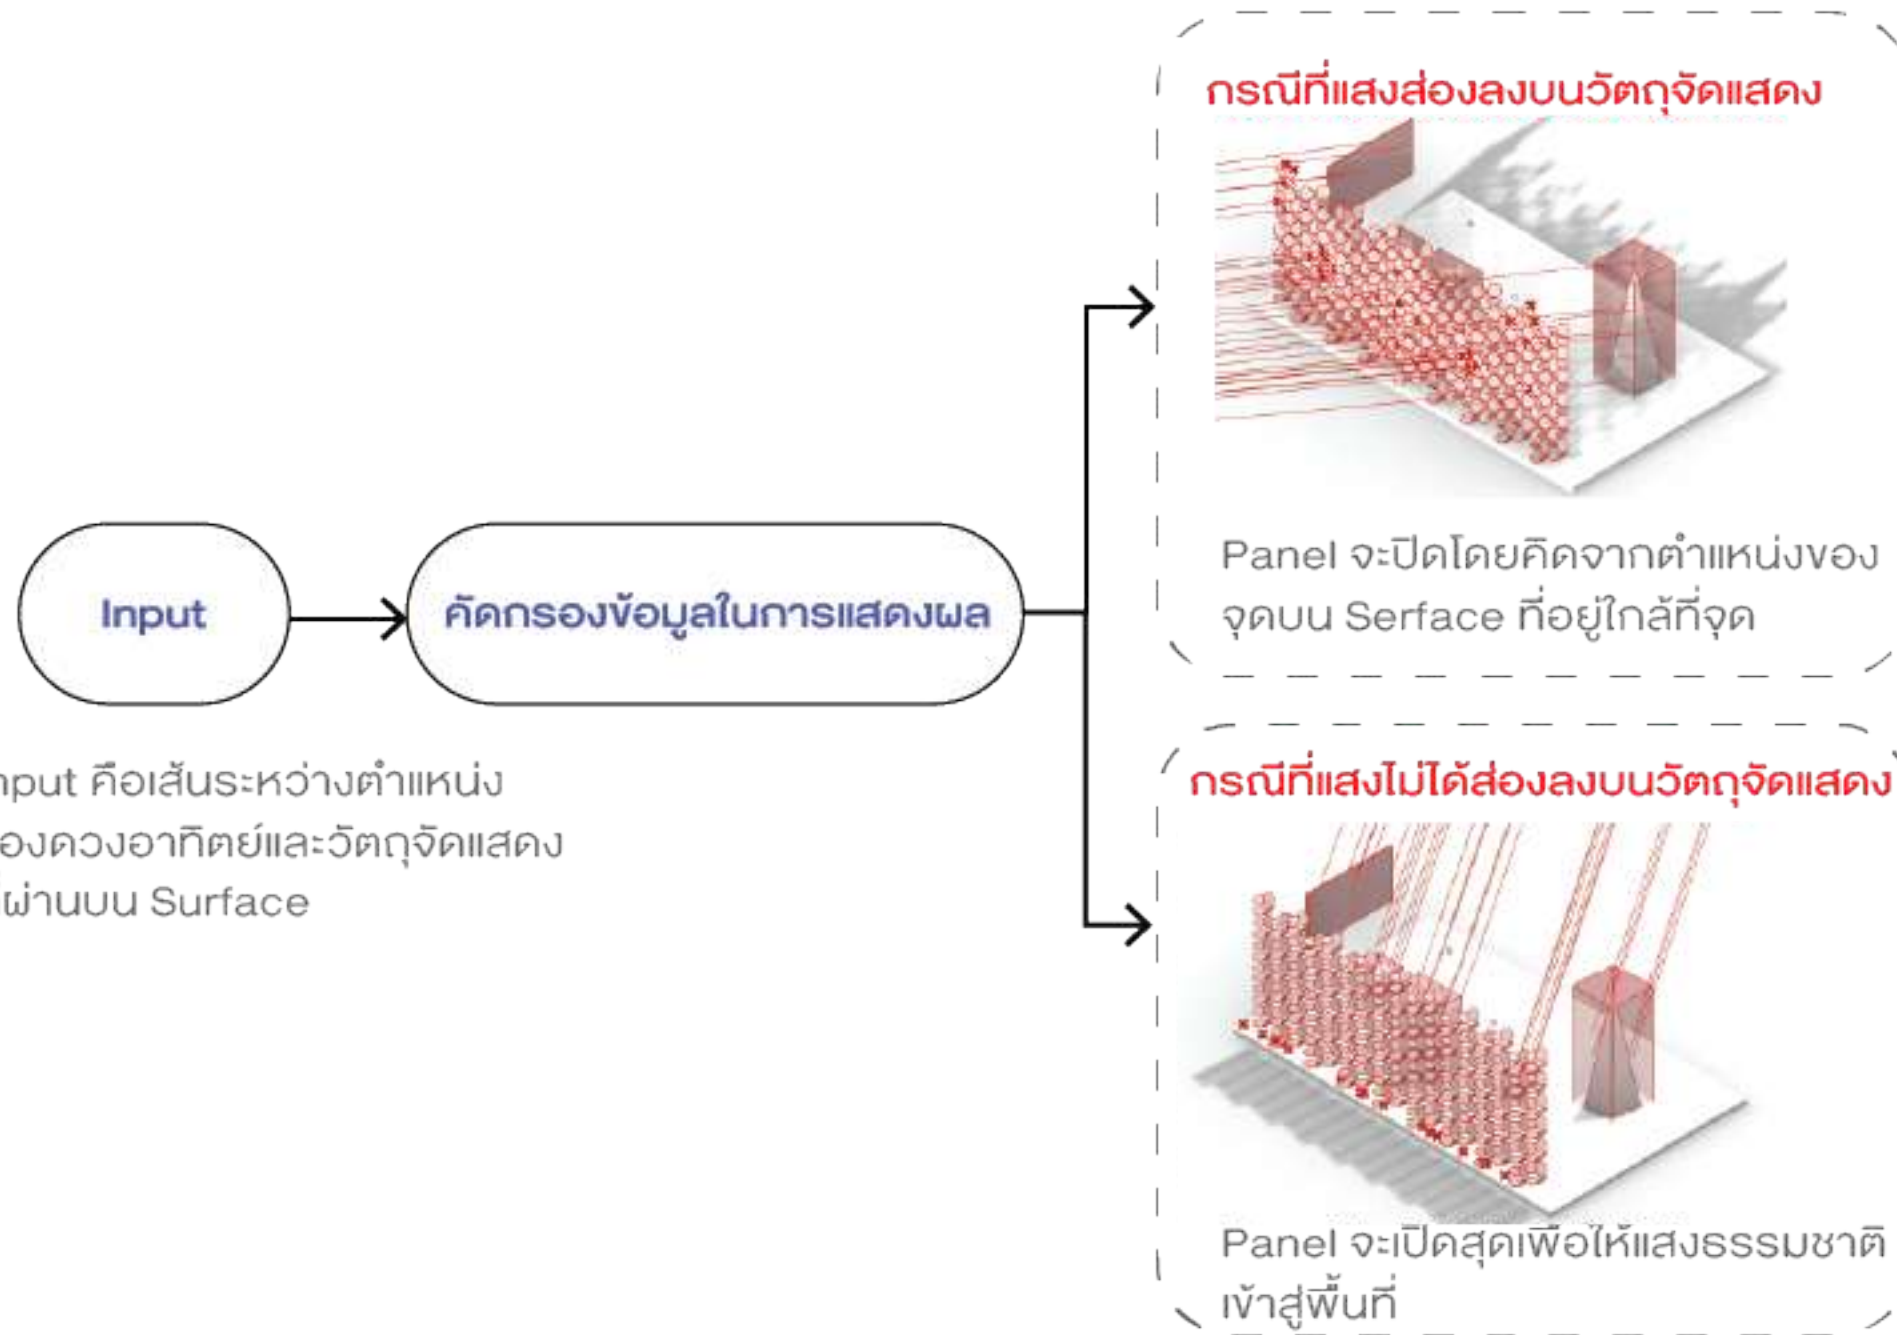 กรณีที่แสงส่องลงบนวัตถุจัดแสดง
Panel จะปิดโดยคิดจากตำแหน่งของ
จุดบน Serface ที่อยู่ใกล้ที่จุด
Input
คัดกรองข้อมูลในการแสดงผล
nput คือเส้นระหว่างตำแหน่ง
องดวงอาทิตย์และวัตถุจัดแสดง
ผ่านบน Surface
กรณีที่แสงไม่ได้ส่องลงบนวัตถุจัดแสดง
Panel จะเปิดสุดเพื่อให้แสงธรรมชาติ
เข้าสู่พื้นที่